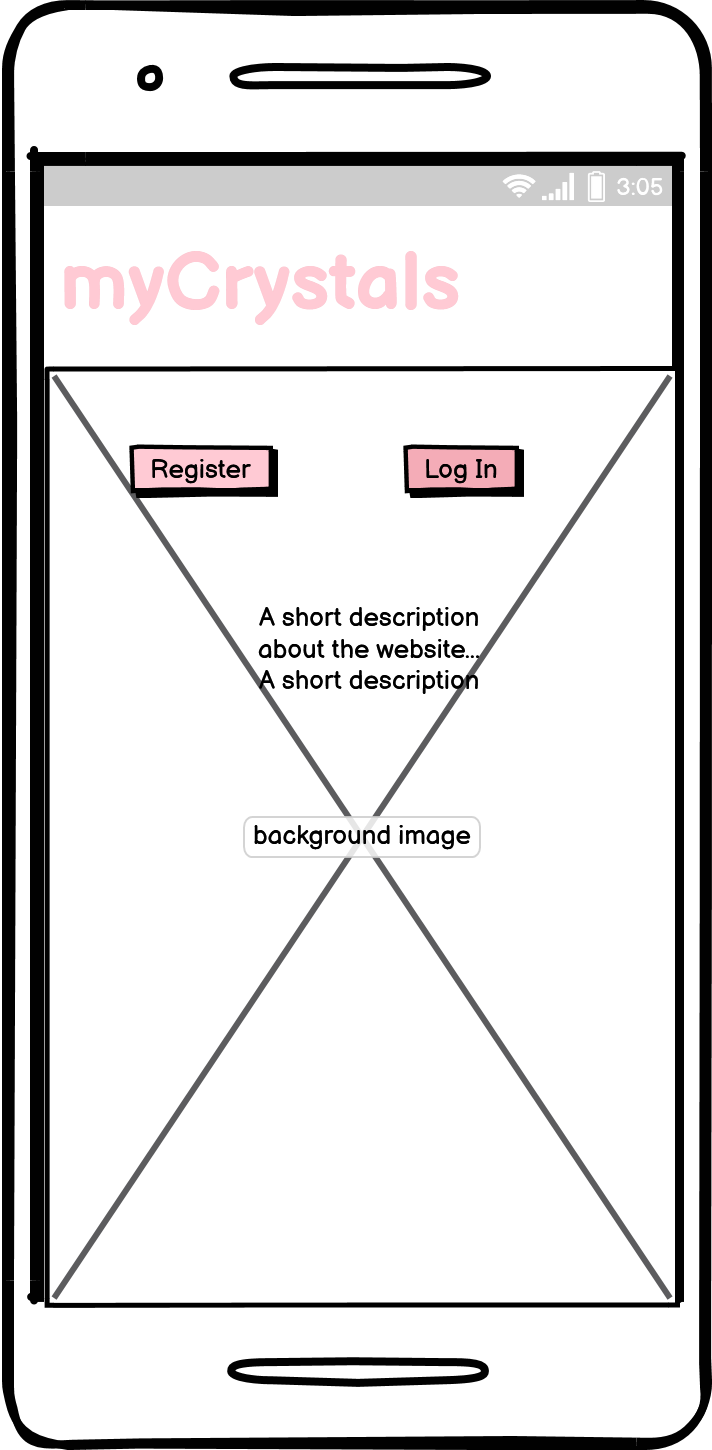 3:05
myCrystals
Register
Log In
A short description
about the website...
A short description
background image